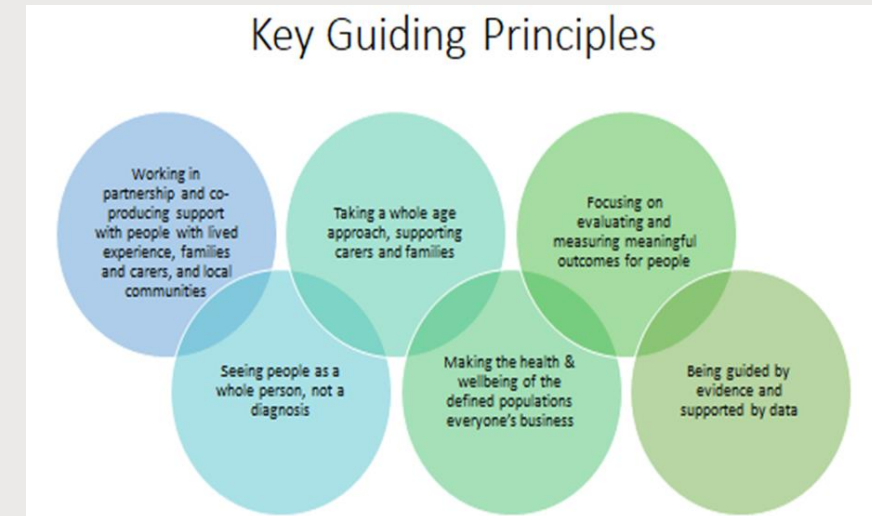 Key Guiding Principles
Working in
partnership and co-
producing support
with people with lived
experience, families
and carers, and local
communities
Seeing people as a
whole person, not a
diagnosis
Taking a whole age
approach, supporting
carers and families
Making the health &
wellbeing of the
defined populations
everyone's business
Focusing on
evaluating and
measuring meaningful
outcomes for people
Being guided by
evidence and
supported by data